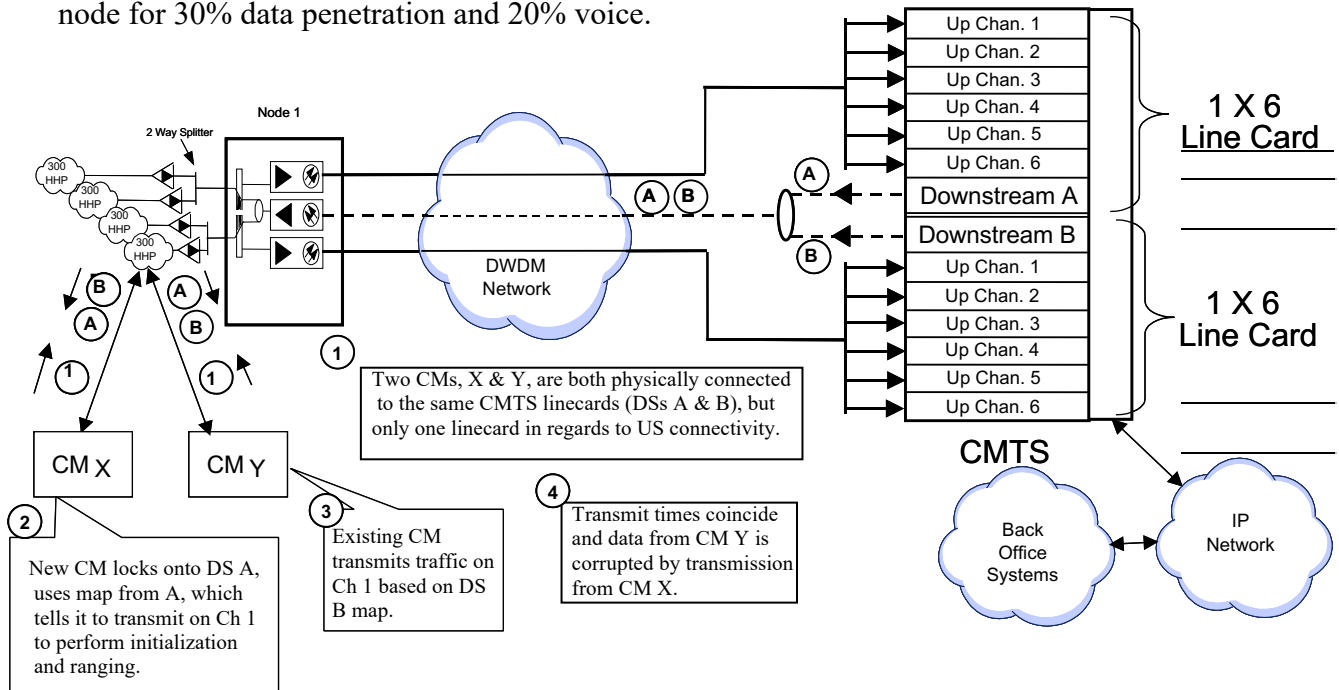 node for 30% data penetration and 20% voice.
Node 1
2 Way Splitter
300
HHP
300
HHP
300
HHP
300
HHP
A
B
DWDM
Network
A
B
Up Chan. 1
Up Chan. 2
Up Chan. 3
Up Chan. 4
Up Chan. 5
Up Chan. 6
Downstream A
Downstream B
Up Chan. 1
Up Chan. 2
Up Chan. 3
Up Chan. 4
Up Chan. 5
Up Chan. 6
1 X 6
Line Card
1 X 6
Line Card
CMTS
B
A
A
B
1
1
CM X
CM Y
1
Two CMs, X & Y, are both physically connected
to the same CMTS linecards (DSs A & B), but
only one linecard in regards to US connectivity.
2
New CM locks onto DS A,
uses map from A, which
tells it to transmit on Ch 1
to perform initialization
and ranging.
3
Existing CM
transmits traffic on
Ch 1 based on DS
B map.
4
Transmit times coincide
and data from CM Y is
corrupted by transmission
from CM X.
Back
Office
Systems
IP
Network